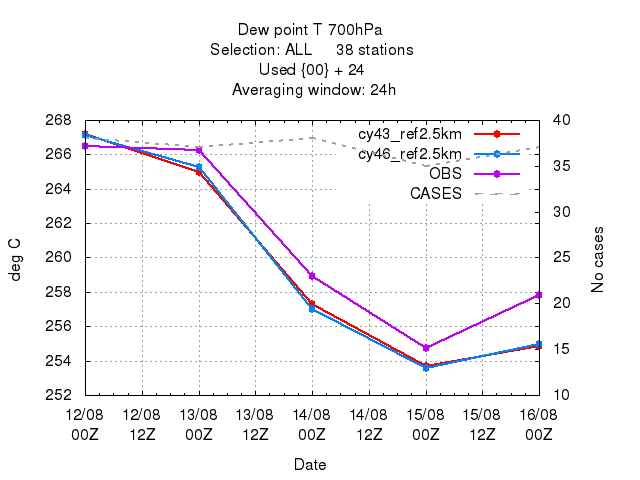 Dew point T 700hPa
Selection: ALL 38 stations
Used {00} + 24
Averaging window: 24h
268 40
cy43_ref2.5km
266 cy46_ref2.5km 35
OBS
264
CASES
30
262
deg C
260 25
No cases
258 20
256
15
254
252 10
12/08 12/08 13/08 13/08 14/08 14/08 15/08 15/08 16/08
00Z 12Z 00Z 12Z 00Z 12Z 00Z 12Z 00Z
Date